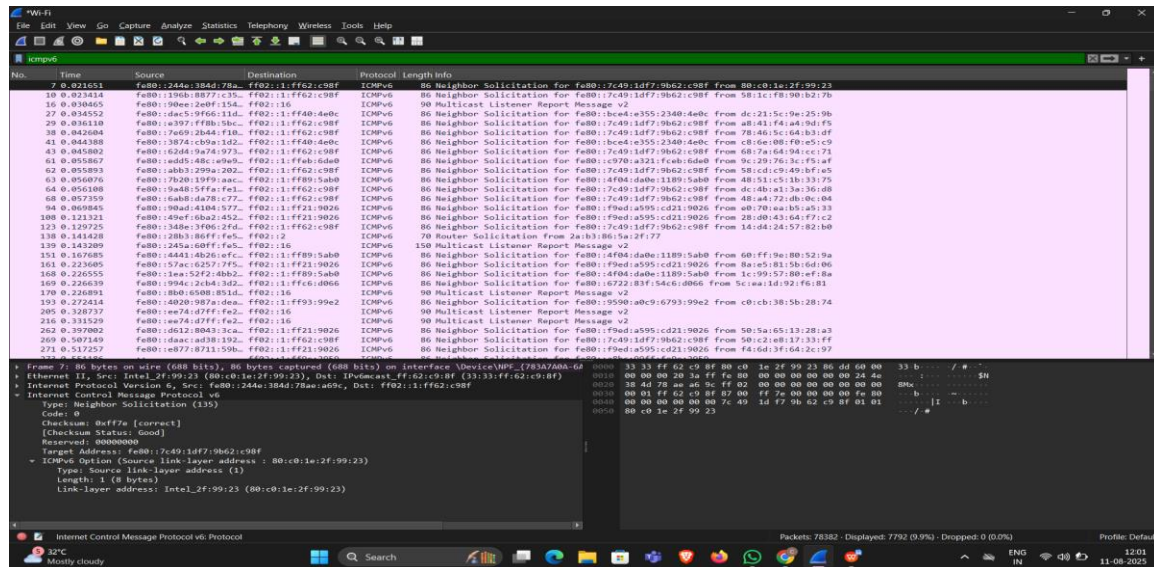 *Wi-Fi
File Edit View Go Capture Analyze Statistics Telephony Wireless Tools Help
icmpv6
No. Time Source Destination Protocol Length Info
7 0.021651 fe80::244e:384d:78a… ff02::1:ff62:c98f ICMPv6 86 Neighbor Solicitation for fe80::7c49:1df7:9b62:c98f from 80:c0:1e:2f:99:23
10 0.023414 fe80::196b:8877:c35… ff02::1:ff62:c98f ICMPv6 86 Neighbor Solicitation for fe80::7c49:1df7:9b62:c98f from 58:1c:f8:90:b2:7b
16 0.030465 fe80::90ee:2e0f:154… ff02::16 ICMPv6 90 Multicast Listener Report Message v2
27 0.034552 fe80::dac5:9f66:11d… ff02::1:ff40:4e0c ICMPv6 86 Neighbor Solicitation for fe80::bce4:e355:2340:4e0c from dc:21:5c:9e:25:9b
29 0.036110 fe80::e397:ff8b:5bc… ff02::1:ff62:c98f ICMPv6 86 Neighbor Solicitation for fe80::7c49:1df7:9b62:c98f from a8:41:f4:a4:9d:f5
38 0.042604 fe80::7e69:2b44:f10… ff02::1:ff62:c98f ICMPv6 86 Neighbor Solicitation for fe80::7c49:1df7:9b62:c98f from 78:46:5c:64:b3:df
41 0.044388 fe80::3874:cb9a:1d2… ff02::1:ff40:4e0c ICMPv6 86 Neighbor Solicitation for fe80::bce4:e355:2340:4e0c from c8:6e:08:f0:e5:c9
43 0.045802 fe80::62d4:9a74:973… ff02::1:ff62:c98f ICMPv6 86 Neighbor Solicitation for fe80::7c49:1df7:9b62:c98f from 68:7a:64:94:cc:71
61 0.055867 fe80::edd5:48c:e9e9… ff02::1:ffeb:6de0 ICMPv6 86 Neighbor Solicitation for fe80::c970:a321:fceb:6de0 from 9c:29:76:3c:f5:af
62 0.055893 fe80::abb3:299a:202… ff02::1:ff62:c98f ICMPv6 86 Neighbor Solicitation for fe80::7c49:1df7:9b62:c98f from 58:cd:c9:49:bf:e5
63 0.056076 fe80::7b20:19f9:aac… ff02::1:ff89:5ab0 ICMPv6 86 Neighbor Solicitation for fe80::4f04:da0e:1189:5ab0 from 48:51:c5:1b:33:75
64 0.056108 fe80::9a48:5ffa:fe1… ff02::1:ff62:c98f ICMPv6 86 Neighbor Solicitation for fe80::7c49:1df7:9b62:c98f from dc:4b:a1:3a:36:d8
68 0.057359 fe80::6ab8:da78:c77… ff02::1:ff62:c98f ICMPv6 86 Neighbor Solicitation for fe80::7c49:1df7:9b62:c98f from 48:a4:72:db:0c:04
94 0.069845 fe80::90ad:4104:577… ff02::1:ff21:9026 ICMPv6 86 Neighbor Solicitation for fe80::f9ed:a595:cd21:9026 from e0:70:ea:b5:a5:33
108 0.121321 fe80::49ef:6ba2:452… ff02::1:ff21:9026 ICMPv6 86 Neighbor Solicitation for fe80::f9ed:a595:cd21:9026 from 28:d0:43:64:f7:c2
123 0.129725 fe80::348e:3f06:2fd… ff02::1:ff62:c98f ICMPv6 86 Neighbor Solicitation for fe80::7c49:1df7:9b62:c98f from 14:d4:24:57:82:b0
138 0.141428 fe80::28b3:86ff:fe5… ff02::2 ICMPv6 70 Router Solicitation from 2a:b3:86:5a:2f:77
139 0.143209 fe80::245a:60ff:fe5… ff02::16 ICMPv6 150 Multicast Listener Report Message v2
151 0.167685 fe80::4441:4b26:efc… ff02::1:ff89:5ab0 ICMPv6 86 Neighbor Solicitation for fe80::4f04:da0e:1189:5ab0 from 60:ff:9e:80:52:9a
161 0.223605 fe80::57ac:6257:7f5… ff02::1:ff21:9026 ICMPv6 86 Neighbor Solicitation for fe80::f9ed:a595:cd21:9026 from 8a:e5:81:5b:6d:06
168 0.226555 fe80::1ea:52f2:4bb2… ff02::1:ff89:5ab0 ICMPv6 86 Neighbor Solicitation for fe80::4f04:da0e:1189:5ab0 from 1c:99:57:80:ef:8a
169 0.226639 fe80::994c:2cb4:3d2… ff02::1:ffc6:d066 ICMPv6 86 Neighbor Solicitation for fe80::6722:83f:54c6:d066 from 5c:ea:1d:92:f6:81
170 0.226891 fe80::8b0:6508:851d… ff02::16 ICMPv6 90 Multicast Listener Report Message v2
193 0.272414 fe80::4020:987a:dea… ff02::1:ff93:99e2 ICMPv6 86 Neighbor Solicitation for fe80::9590:a0c9:6793:99e2 from c0:cb:38:5b:28:74
205 0.328737 fe80::ee74:d7ff:fe2… ff02::16 ICMPv6 90 Multicast Listener Report Message v2
216 0.331529 fe80::ee74:d7ff:fe2… ff02::16 ICMPv6 90 Multicast Listener Report Message v2
262 0.397002 fe80::d612:8043:3ca… ff02::1:ff21:9026 ICMPv6 86 Neighbor Solicitation for fe80::f9ed:a595:cd21:9026 from 50:5a:65:13:28:a3
269 0.507149 fe80::daac:ad38:192… ff02::1:ff62:c98f ICMPv6 86 Neighbor Solicitation for fe80::7c49:1df7:9b62:c98f from 50:c2:e8:17:33:ff
271 0.517257 fe80::e877:8711:59b… ff02::1:ff21:9026 ICMPv6 86 Neighbor Solicitation for fe80::f9ed:a595:cd21:9026 from f4:6d:3f:64:2c:97
Frame 7: 86 bytes on wire (688 bits), 86 bytes captured (688 bits) on interface \Device\NPF_{783A7A0A-6A
Ethernet II, Src: Intel_2f:99:23 (80:c0:1e:2f:99:23), Dst: IPv6mcast_ff:62:c9:8f (33:33:ff:62:c9:8f)
Internet Protocol Version 6, Src: fe80::244e:384d:78ae:a69c, Dst: ff02::1:ff62:c98f
Internet Control Message Protocol v6
Type: Neighbor Solicitation (135)
Code: 0
Checksum: 0xff7e [correct]
[Checksum Status: Good]
Reserved: 00000000
Target Address: fe80::7c49:1df7:9b62:c98f
ICMPv6 Option (Source link-layer address : 80:c0:1e:2f:99:23)
Type: Source link-layer address (1)
Length: 1 (8 bytes)
Link-layer address: Intel_2f:99:23 (80:c0:1e:2f:99:23)
0000 33 33 ff 62 c9 8f 80 c0 1e 2f 99 23 86 dd 60 00
0010 00 00 00 20 3a ff fe 80 00 00 00 00 00 00 24 4e
0020 38 4d 78 ae a6 9c ff 02 00 00 00 00 00 00 00 00
0030 00 01 ff 62 c9 8f 87 00 ff 7e 00 00 00 00 fe 80
0040 00 00 00 00 00 00 7c 49 1d f7 9b 62 c9 8f 01 01
0050 80 c0 1e 2f 99 23
Internet Control Message Protocol v6: Protocol
Packets: 78382 · Displayed: 7792 (9.9%) · Dropped: 0 (0.0%)
Profile: Defau
32°C
Mostly cloudy
Search
ENG
IN
12:01
11-08-2025